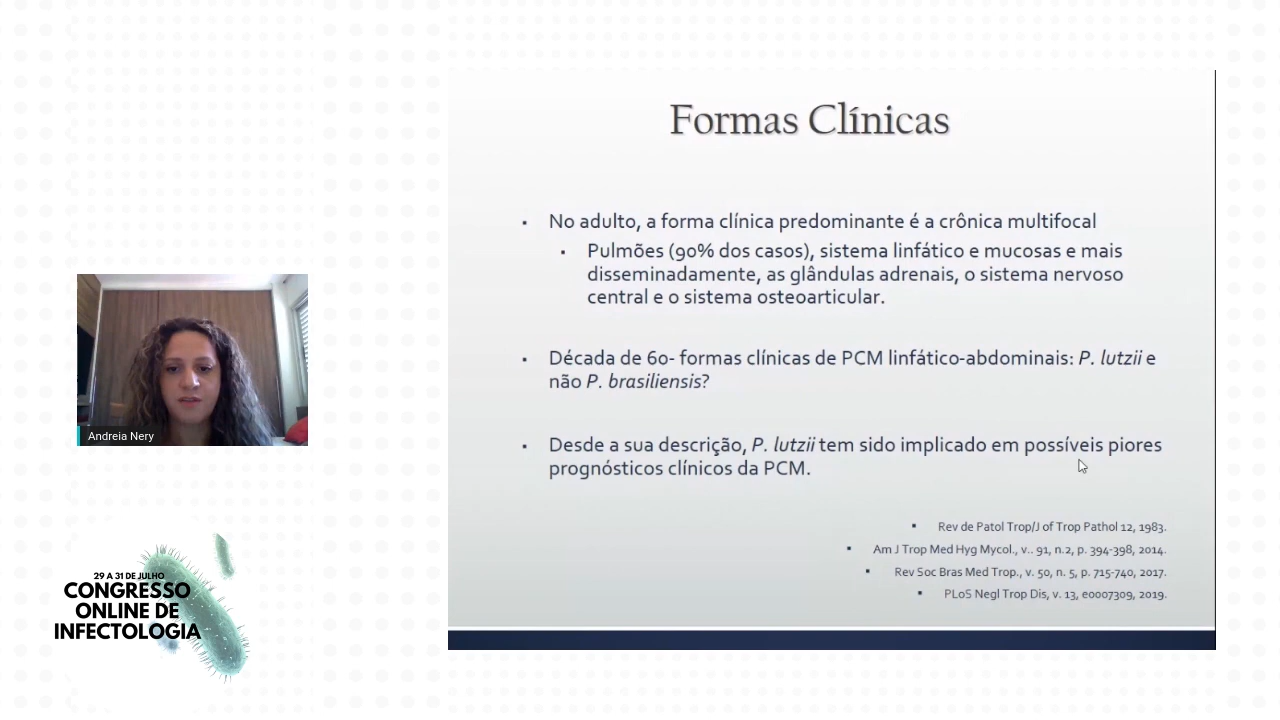 Formas Clínicas
No adulto, a forma clínica predominante é a crônica multifocal
Pulmões (90% dos casos), sistema linfático e mucosas e mais
disseminadamente, as glândulas adrenais, o sistema nervoso
central e o sistema osteoarticular.
Década de 60- formas clínicas de PCM linfático-abdominais: P. lutzii e
não P. brasiliensis?
Desde a sua descrição, P. lutzii tem sido implicado em possíveis piores
prognósticos clínicos da PCM.
Rev de Patol Trop/J of Trop Pathol 12, 1983.
Am J Trop Med Hyg Mycol., v.. 91, n.2, p. 394-398, 2014.
Rev Soc Bras Med Trop., v. 50, n. 5, p. 715-740, 2017.
PLoS Negl Trop Dis, v. 13, e0007309, 2019.
Andreia Nery
29 A 31 DE JULHO
CONGRESSO
ONLINE DE
INFECTOLOGIA